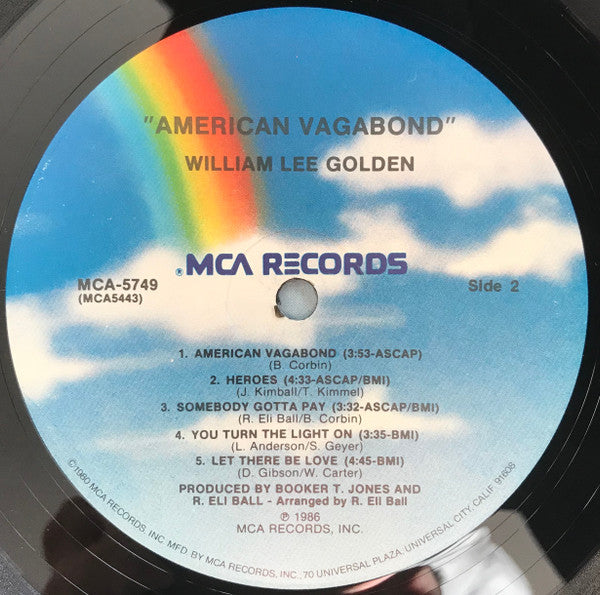 "AMERICAN VAGABOND"
WILLIAM LEE GOLDEN
®MCA RECORDS
MCA-5749
(MCA5443)
Side 2
1. AMERICAN VAGABOND (3:53-ASCAP)
(B. Corbin)
2. HEROES (4:33-ASCAP/BMI)
(J. Kimball/T. Kimmel)
3. SOMEBODY GOTTA PAY (3:32-ASCAP/BMI)
(R. Eli Ball/B. Corbin)
4. YOU TURN THE LIGHT ON (3:35-BMI)
(L. Anderson/S. Geyer)
5. LET THERE BE LOVE (4:45-BMI)
(D. Gibson/W. Carter)
PRODUCED BY BOOKER T. JONES AND
R. ELI BALL - Arranged by R. Eli Ball
℗ 1986
MCA RECORDS, INC.
©1980 MCA RECORDS, INC. MFD. BY MCA RECORDS, INC., 70 UNIVERSAL PLAZA, UNIVERSAL CITY, CALIF. 91608